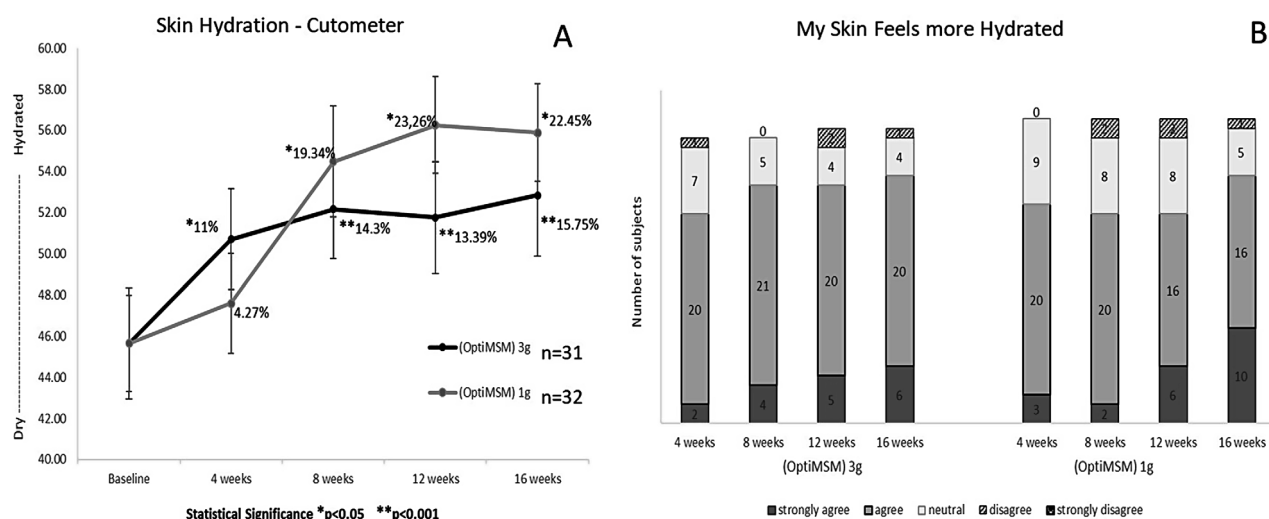 Skin Hydration - Cutometer
A
60.00
58.00
56.00
54.00
52.00
50.00
48.00
46.00
44.00
42.00
40.00
Dry ---------------------- Hydrated
*11%
4.27%
*19.34%
**14.3%
*23,26%
**13.39%
*22.45%
**15.75%
(OptiMSM) 3g n=31
(OptiMSM) 1g n=32
Baseline 4 weeks 8 weeks 12 weeks 16 weeks
Statistical Significance *p<0.05 **p<0.001
My Skin Feels more Hydrated
B
Number of subjects
1 7 20 2
0 5 21 4
2 4 20 5
1 4 20 6
0 9 20 3
2 8 20 2
2 8 16 6
1 5 16 10
4 weeks 8 weeks 12 weeks 16 weeks 4 weeks 8 weeks 12 weeks 16 weeks
(OptiMSM) 3g (OptiMSM) 1g
strongly agree agree neutral disagree strongly disagree